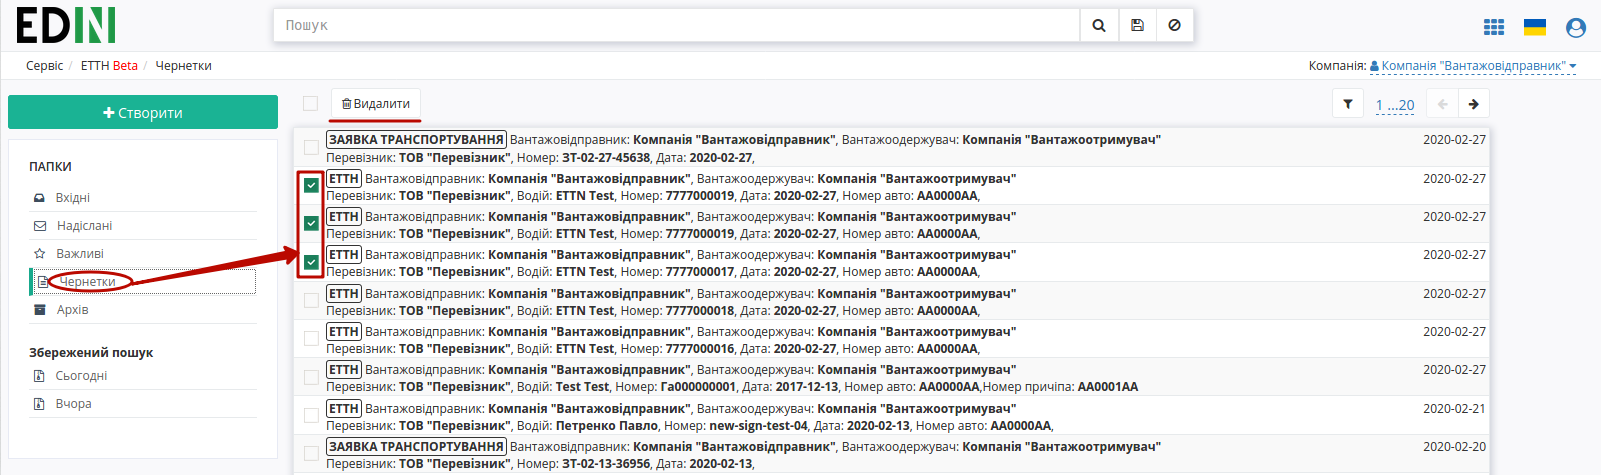 EDIN
Пошук
Сервіс / ЕТТН Beta / Чернетки
Компанія: Компанія "Вантажовідправник"
Створити
Видалити
1 ...20
ПАПКИ
Вхідні
Надіслані
Важливі
Чернетки
Архів
Збережений пошук
Сьогодні
Вчора
ЗАЯВКА ТРАНСПОРТУВАННЯ Вантажовідправник: Компанія "Вантажовідправник", Вантажоодержувач: Компанія "Вантажоотримувач" 2020-02-27
Перевізник: ТОВ "Перевізник", Номер: ЗТ-02-27-45638, Дата: 2020-02-27,
ЕТТН Вантажовідправник: Компанія "Вантажовідправник", Вантажоодержувач: Компанія "Вантажоотримувач" 2020-02-27
Перевізник: ТОВ "Перевізник", Водій: ETTN Test, Номер: 7777000019, Дата: 2020-02-27, Номер авто: АА0000АА,
ЕТТН Вантажовідправник: Компанія "Вантажовідправник", Вантажоодержувач: Компанія "Вантажоотримувач" 2020-02-27
Перевізник: ТОВ "Перевізник", Водій: ETTN Test, Номер: 7777000019, Дата: 2020-02-27, Номер авто: АА0000АА,
ЕТТН Вантажовідправник: Компанія "Вантажовідправник", Вантажоодержувач: Компанія "Вантажоотримувач" 2020-02-27
Перевізник: ТОВ "Перевізник", Водій: ETTN Test, Номер: 7777000017, Дата: 2020-02-27, Номер авто: АА0000АА,
ЕТТН Вантажовідправник: Компанія "Вантажовідправник", Вантажоодержувач: Компанія "Вантажоотримувач" 2020-02-27
Перевізник: ТОВ "Перевізник", Водій: ETTN Test, Номер: 7777000018, Дата: 2020-02-27, Номер авто: АА0000АА,
ЕТТН Вантажовідправник: Компанія "Вантажовідправник", Вантажоодержувач: Компанія "Вантажоотримувач" 2020-02-27
Перевізник: ТОВ "Перевізник", Водій: ETTN Test, Номер: 7777000016, Дата: 2020-02-27, Номер авто: АА0000АА,
ЕТТН Вантажовідправник: Компанія "Вантажовідправник", Вантажоодержувач: Компанія "Вантажоотримувач" 2020-02-27
Перевізник: ТОВ "Перевізник", Водій: Test Test, Номер: Га000000001, Дата: 2017-12-13, Номер авто: АА0000АА,Номер причіпа: АА0001АА
ЕТТН Вантажовідправник: Компанія "Вантажовідправник", Вантажоодержувач: Компанія "Вантажоотримувач" 2020-02-21
Перевізник: ТОВ "Перевізник", Водій: Петренко Павло, Номер: new-sign-test-04, Дата: 2020-02-13, Номер авто: АА0000АА,
ЗАЯВКА ТРАНСПОРТУВАННЯ Вантажовідправник: Компанія "Вантажовідправник", Вантажоодержувач: Компанія "Вантажоотримувач" 2020-02-20
Перевізник: ТОВ "Перевізник", Номер: ЗТ-02-13-36956, Дата: 2020-02-13,